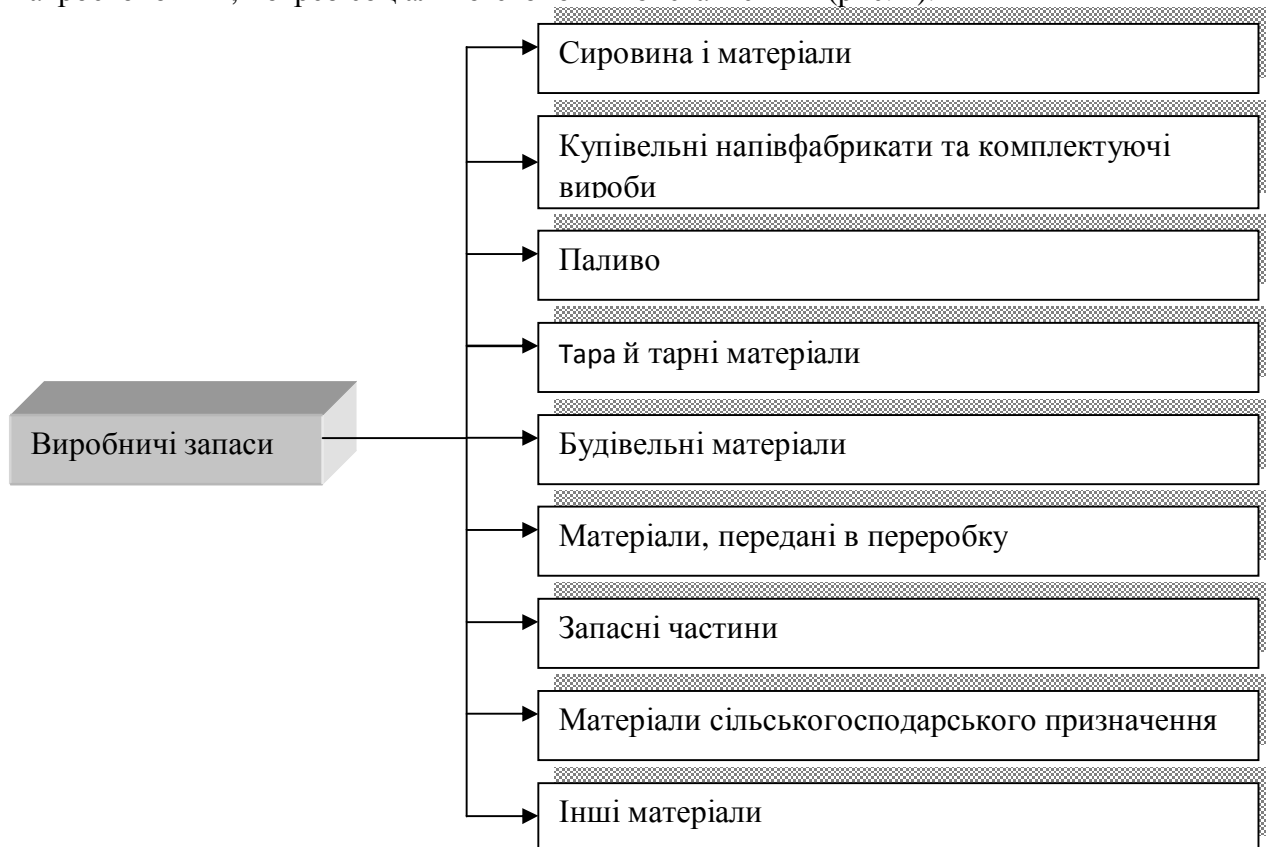 Сировина і матеріали
Купівельні напівфабрикати та комплектуючі
вироби
Паливо
Тара й тарні матеріали
Виробничі запаси
Будівельні матеріали
Матеріали, передані в переробку
Запасні частини
Матеріали сільськогосподарського призначення
Інші матеріали